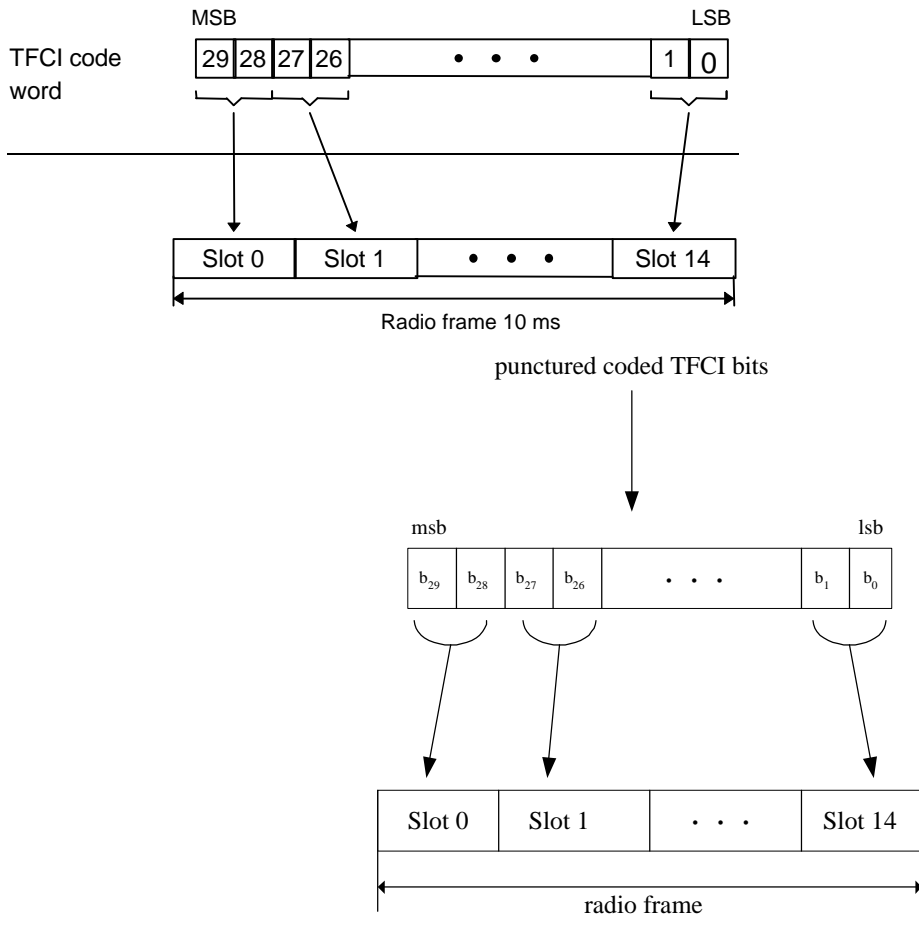 MSB LSB
TFCI code word
29 28 27 26 • • • 1 0
Slot 0 Slot 1 • • • Slot 14
Radio frame 10 ms
punctured coded TFCI bits
msb lsb
b29 b28 b27 b26 . . . b1 b0
Slot 0 Slot 1 . . . Slot 14
radio frame